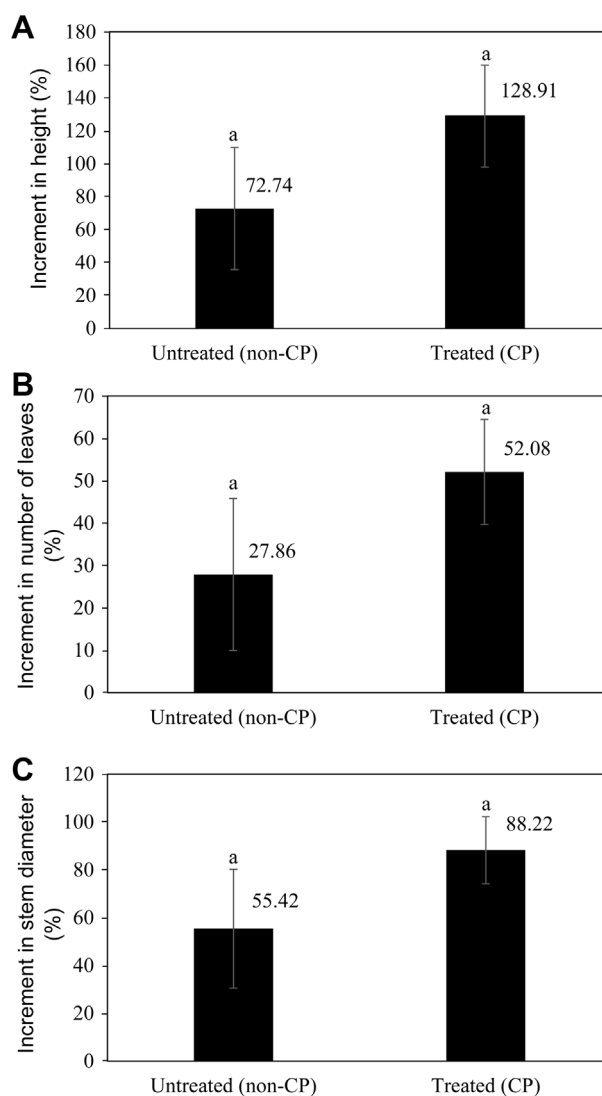 A
Increment in height (%)
180
160
140
120
100
80
60
40
20
0
a
72.74
a
128.91
Untreated (non-CP)
Treated (CP)
B
Increment in number of leaves
(%)
70
60
50
40
30
20
10
0
a
27.86
a
52.08
Untreated (non-CP)
Treated (CP)
C
Increment in stem diameter
(%)
120
100
80
60
40
20
0
a
55.42
a
88.22
Untreated (non-CP)
Treated (CP)